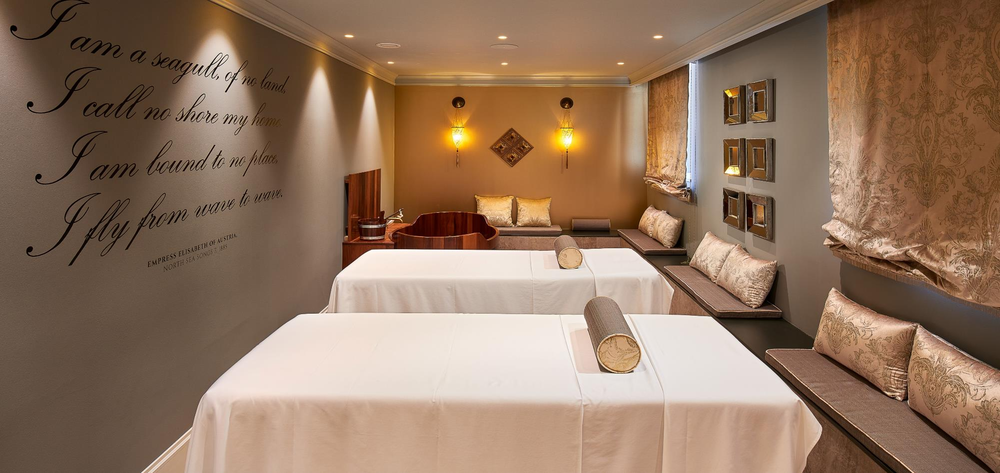 I am a seagull, of no land,
I call no shore my home.
I am bound to no place,
I fly from wave to wave.
EMPRESS ELISABETH OF AUSTRIA,
NORTH SEA SONGS 7, 1885